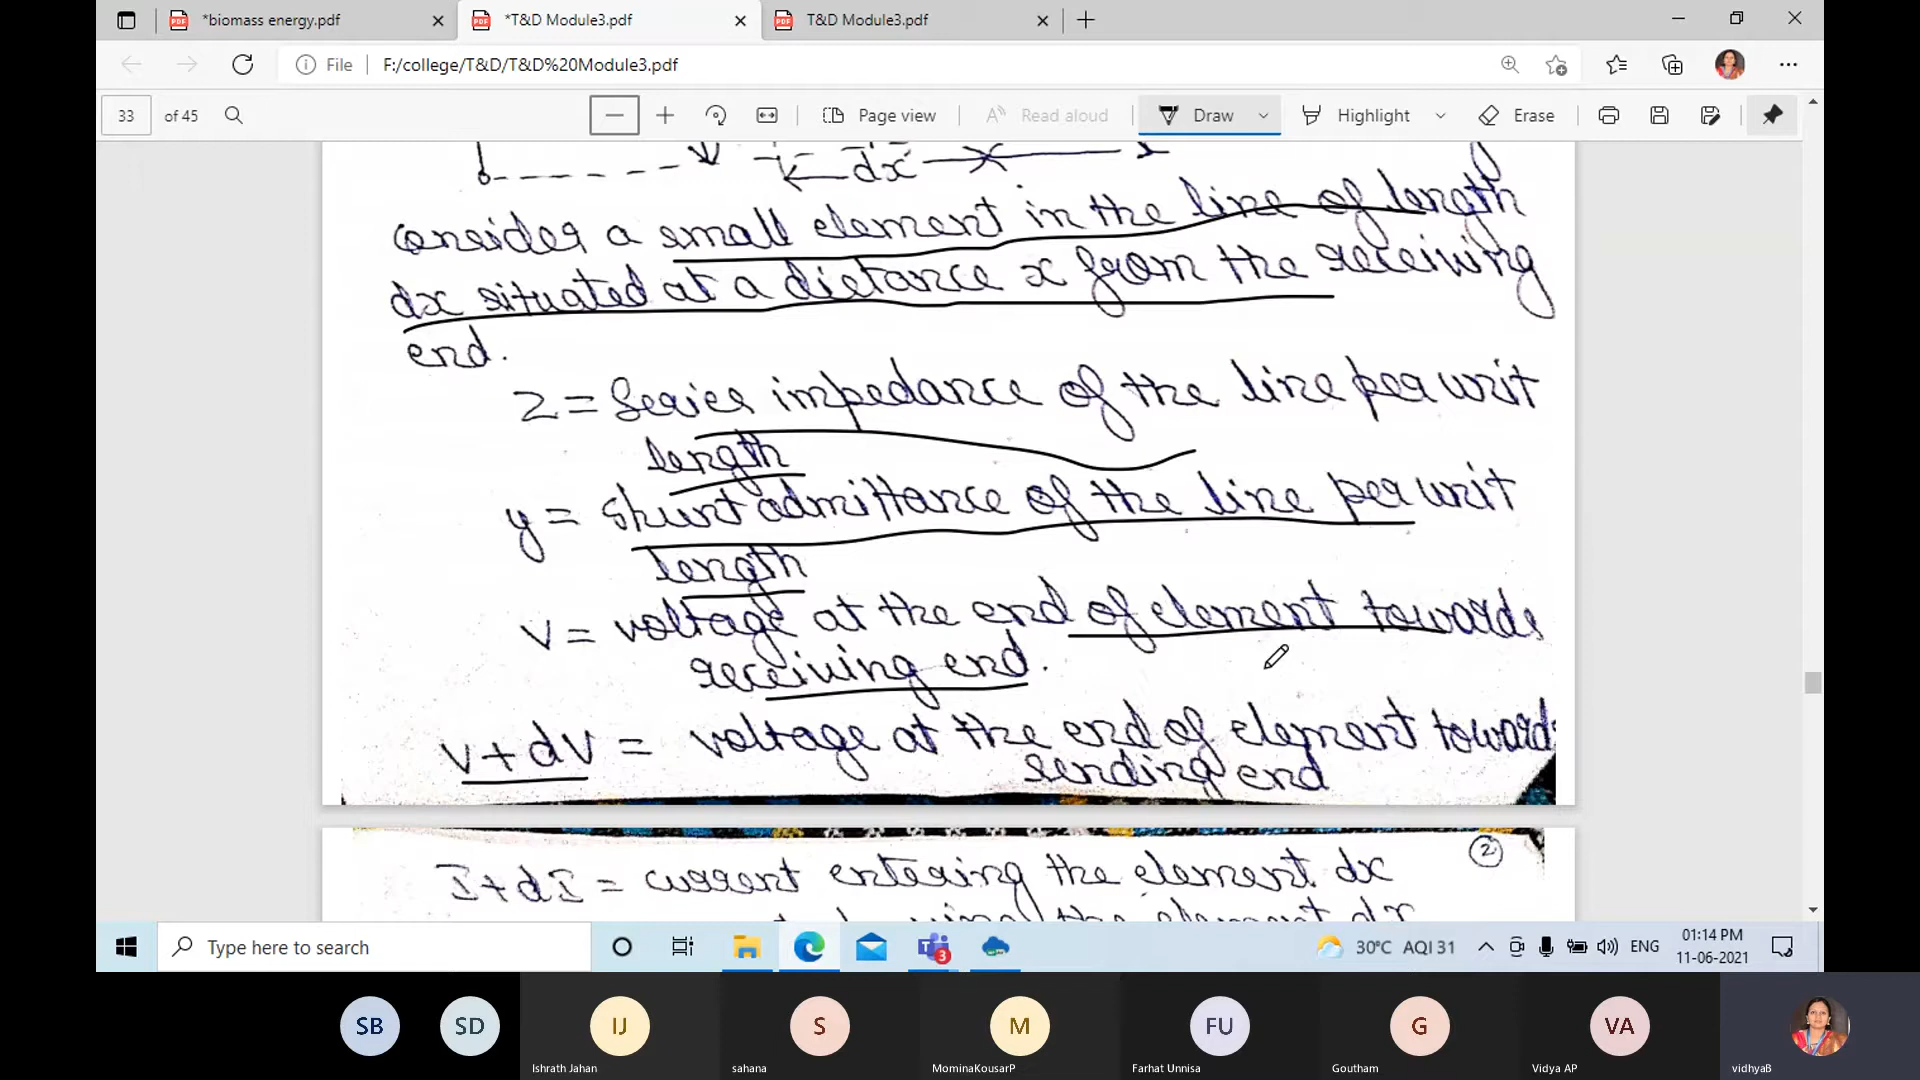 *biomass energy.pdf
*T&D Module3.pdf
T&D Module3.pdf
File F:/college/T&D/T&D%20Module3.pdf
33 of 45
Page view
Read aloud
Draw
Highlight
Erase
dx
x
consider a small element in the line of length
dx situated at a distance x from the receiving
end.
Z = Series impedance of the line per unit
length
y = shunt admittance of the line per unit
length
V = voltage at the end of element towards
receiving end.
V + dV = voltage at the end of element towards
sending end
2
I + dI = current entering the element dx
the element dx
Type here to search
3
30°C AQI 31
ENG
01:14 PM
11-06-2021
SB
SD
IJ
S
M
FU
G
VA
Ishrath Jahan
sahana
MominaKousarP
Farhat Unnisa
Goutham
Vidya AP
vidhyaB